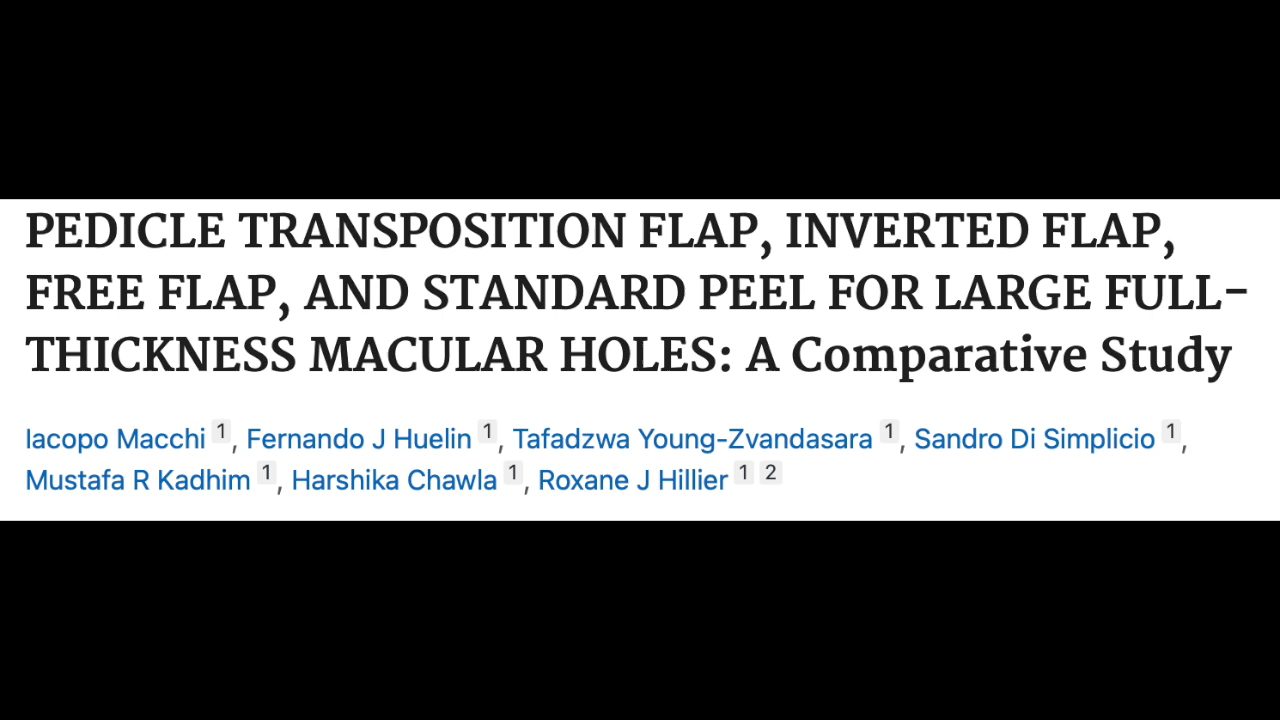 PEDICLE TRANSPOSITION FLAP, INVERTED FLAP,
FREE FLAP, AND STANDARD PEEL FOR LARGE FULL-
THICKNESS MACULAR HOLES: A Comparative Study
Iacopo Macchi 1, Fernando J Huelin 1, Tafadzwa Young-Zvandasara 1, Sandro Di Simplicio 1,
Mustafa R Kadhim 1, Harshika Chawla 1, Roxane J Hillier 1 2